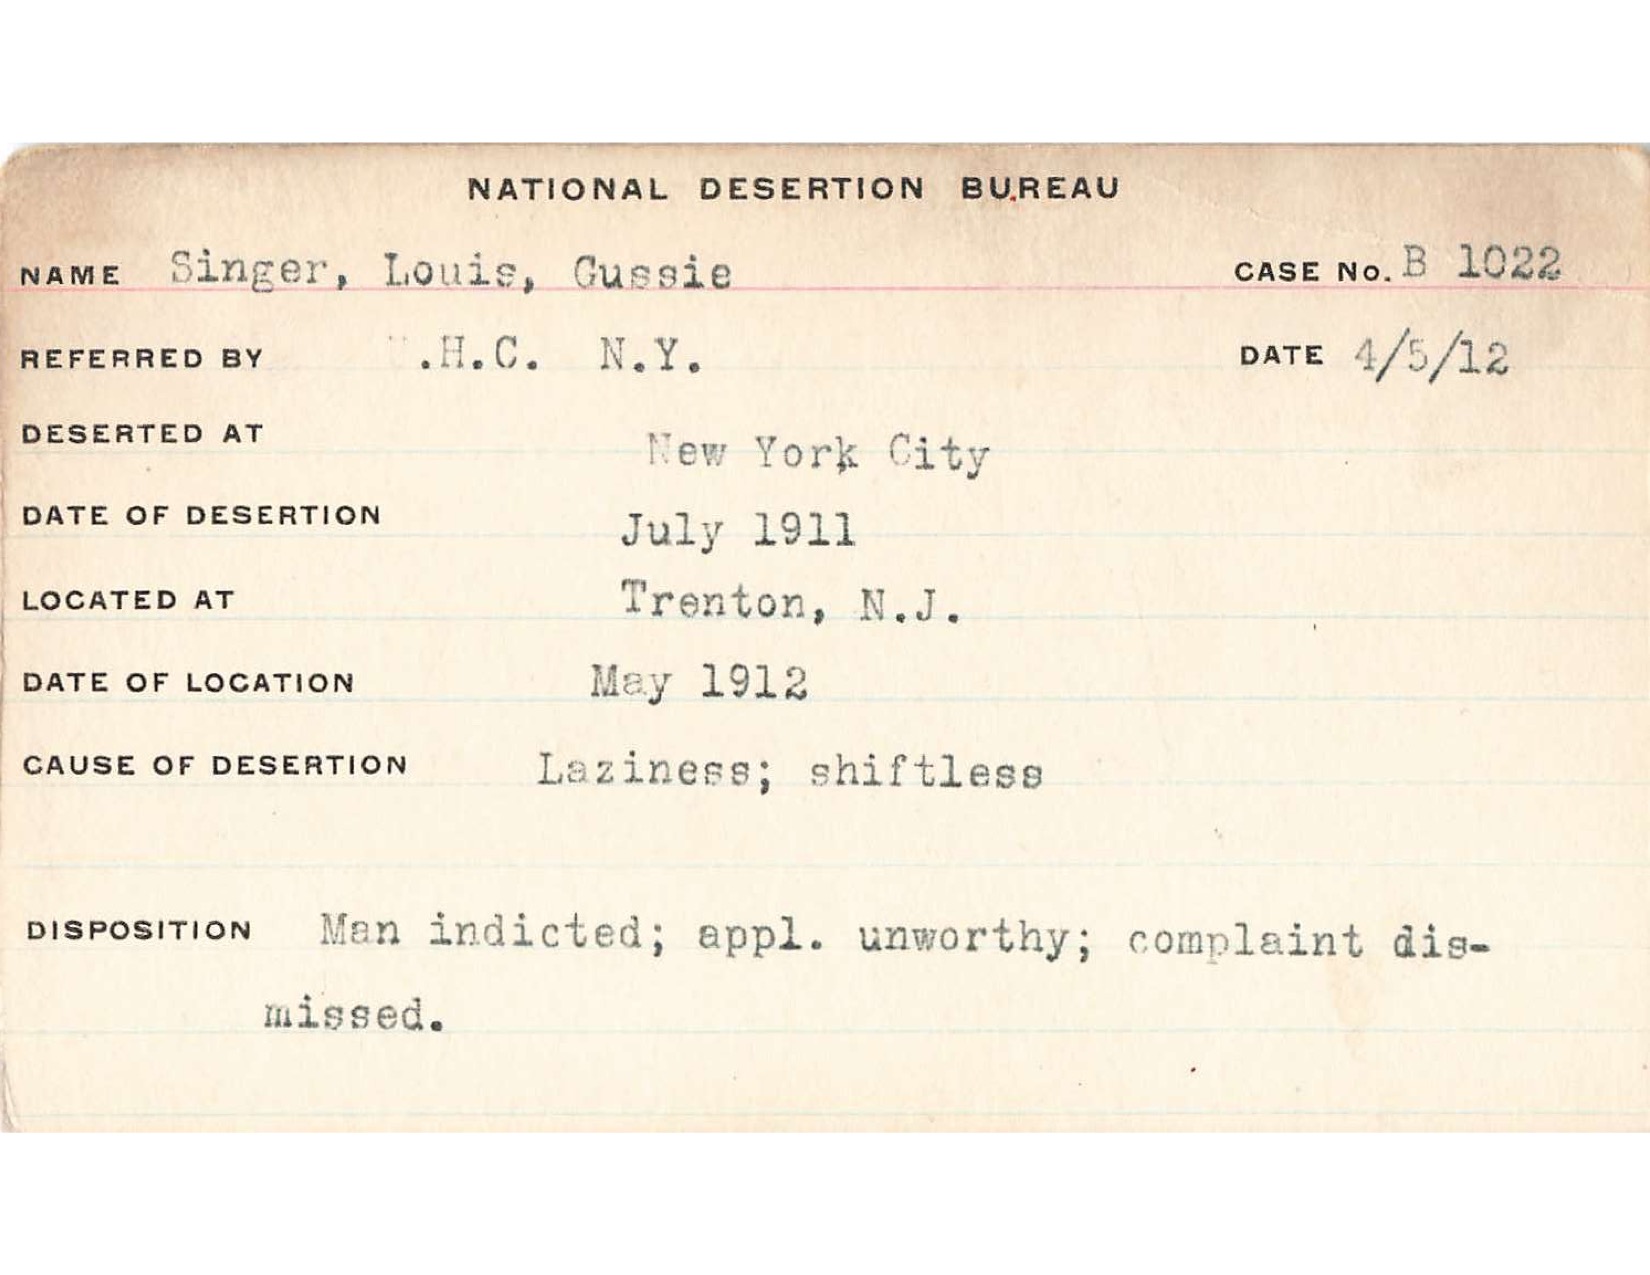 NATIONAL DESERTION BUREAU
NAME Singer, Louis, Gussie CASE No. B 1022
REFERRED BY .H.C. N.Y. DATE 4/5/12
DESERTED AT New York City
DATE OF DESERTION July 1911
LOCATED AT Trenton, N.J.
DATE OF LOCATION May 1912
CAUSE OF DESERTION Laziness; shiftless
DISPOSITION Man indicted; appl. unworthy; complaint dis-
missed.